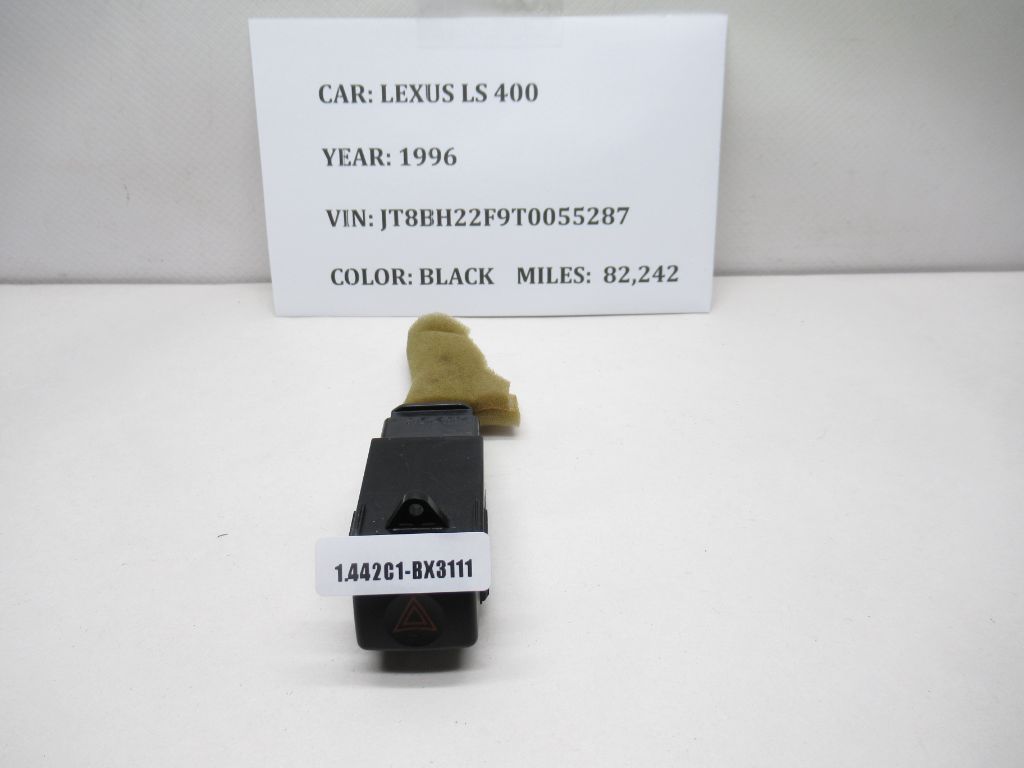 CAR: LEXUS LS 400
YEAR: 1996
VIN: JT8BH22F9T0055287
COLOR: BLACK MILES: 82,242
1.442C1-BX3111